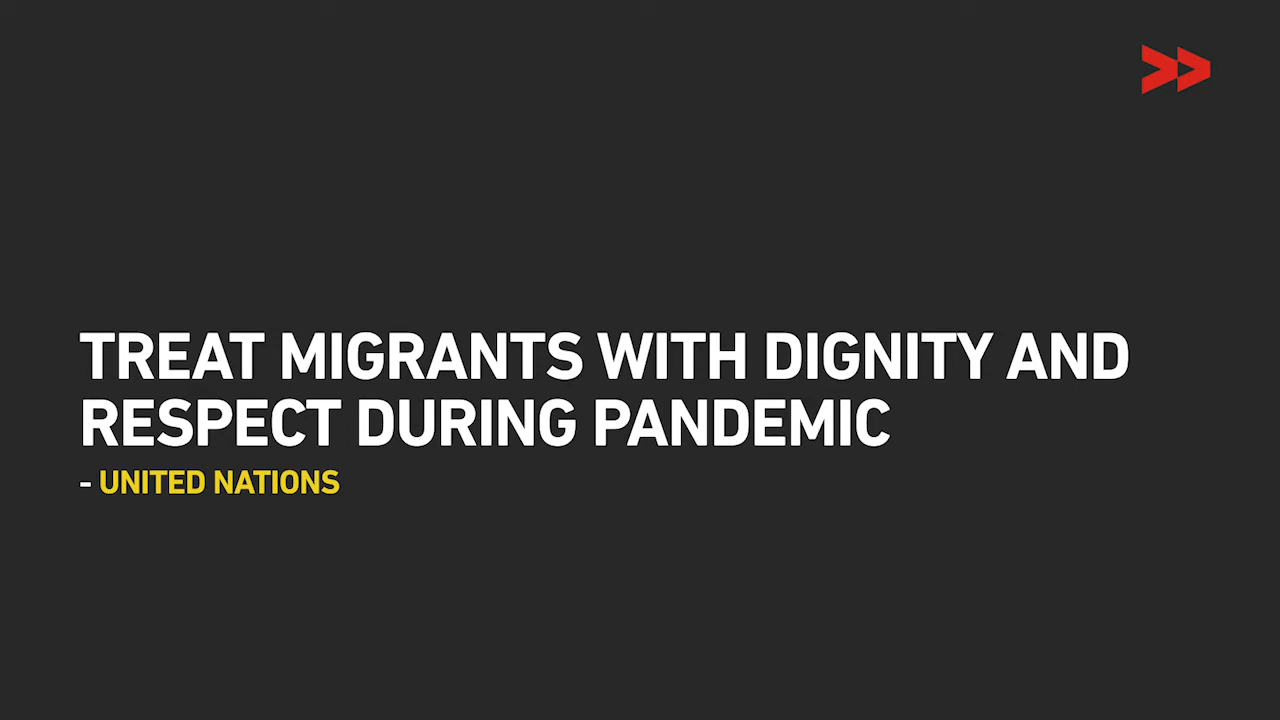 TREAT MIGRANTS WITH DIGNITY AND
RESPECT DURING PANDEMIC
- UNITED NATIONS